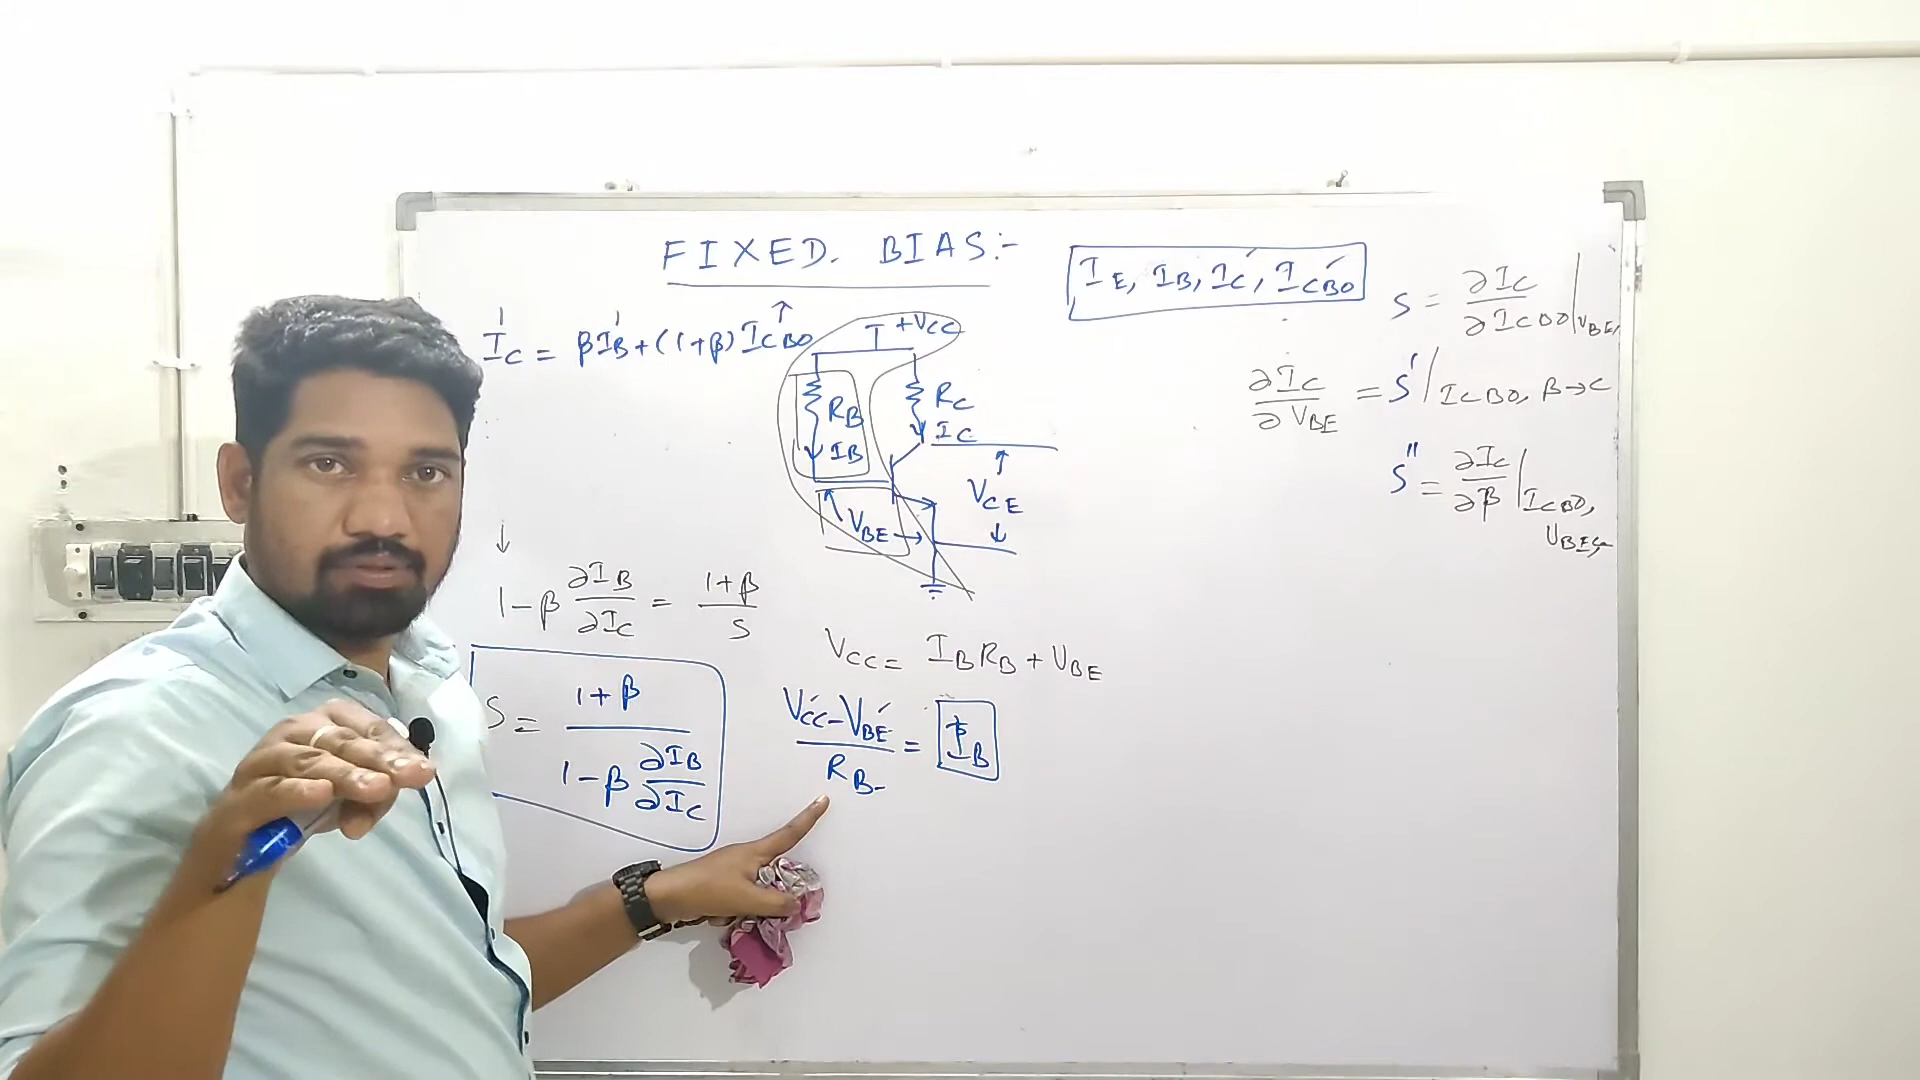 FIXED. BIAS:-
I_E, I_B, I_C', I_CBO'
S = ∂I_C / ∂I_CBO | V_BE,
I_C = βI_B + (1+β) I_CBO
+V_CC
R_B
R_C
I_B
I_C
V_CE
V_BE
∂I_C / ∂V_BE = S' | I_CBO, β→C
S'' = ∂I_C / ∂β | I_CBO, V_BE
1 - β ∂I_B / ∂I_C = 1+β / S
V_CC = I_B R_B + V_BE
S = 1+β / 1 - β ∂I_B / ∂I_C
V_CC - V_BE / R_B = I_B